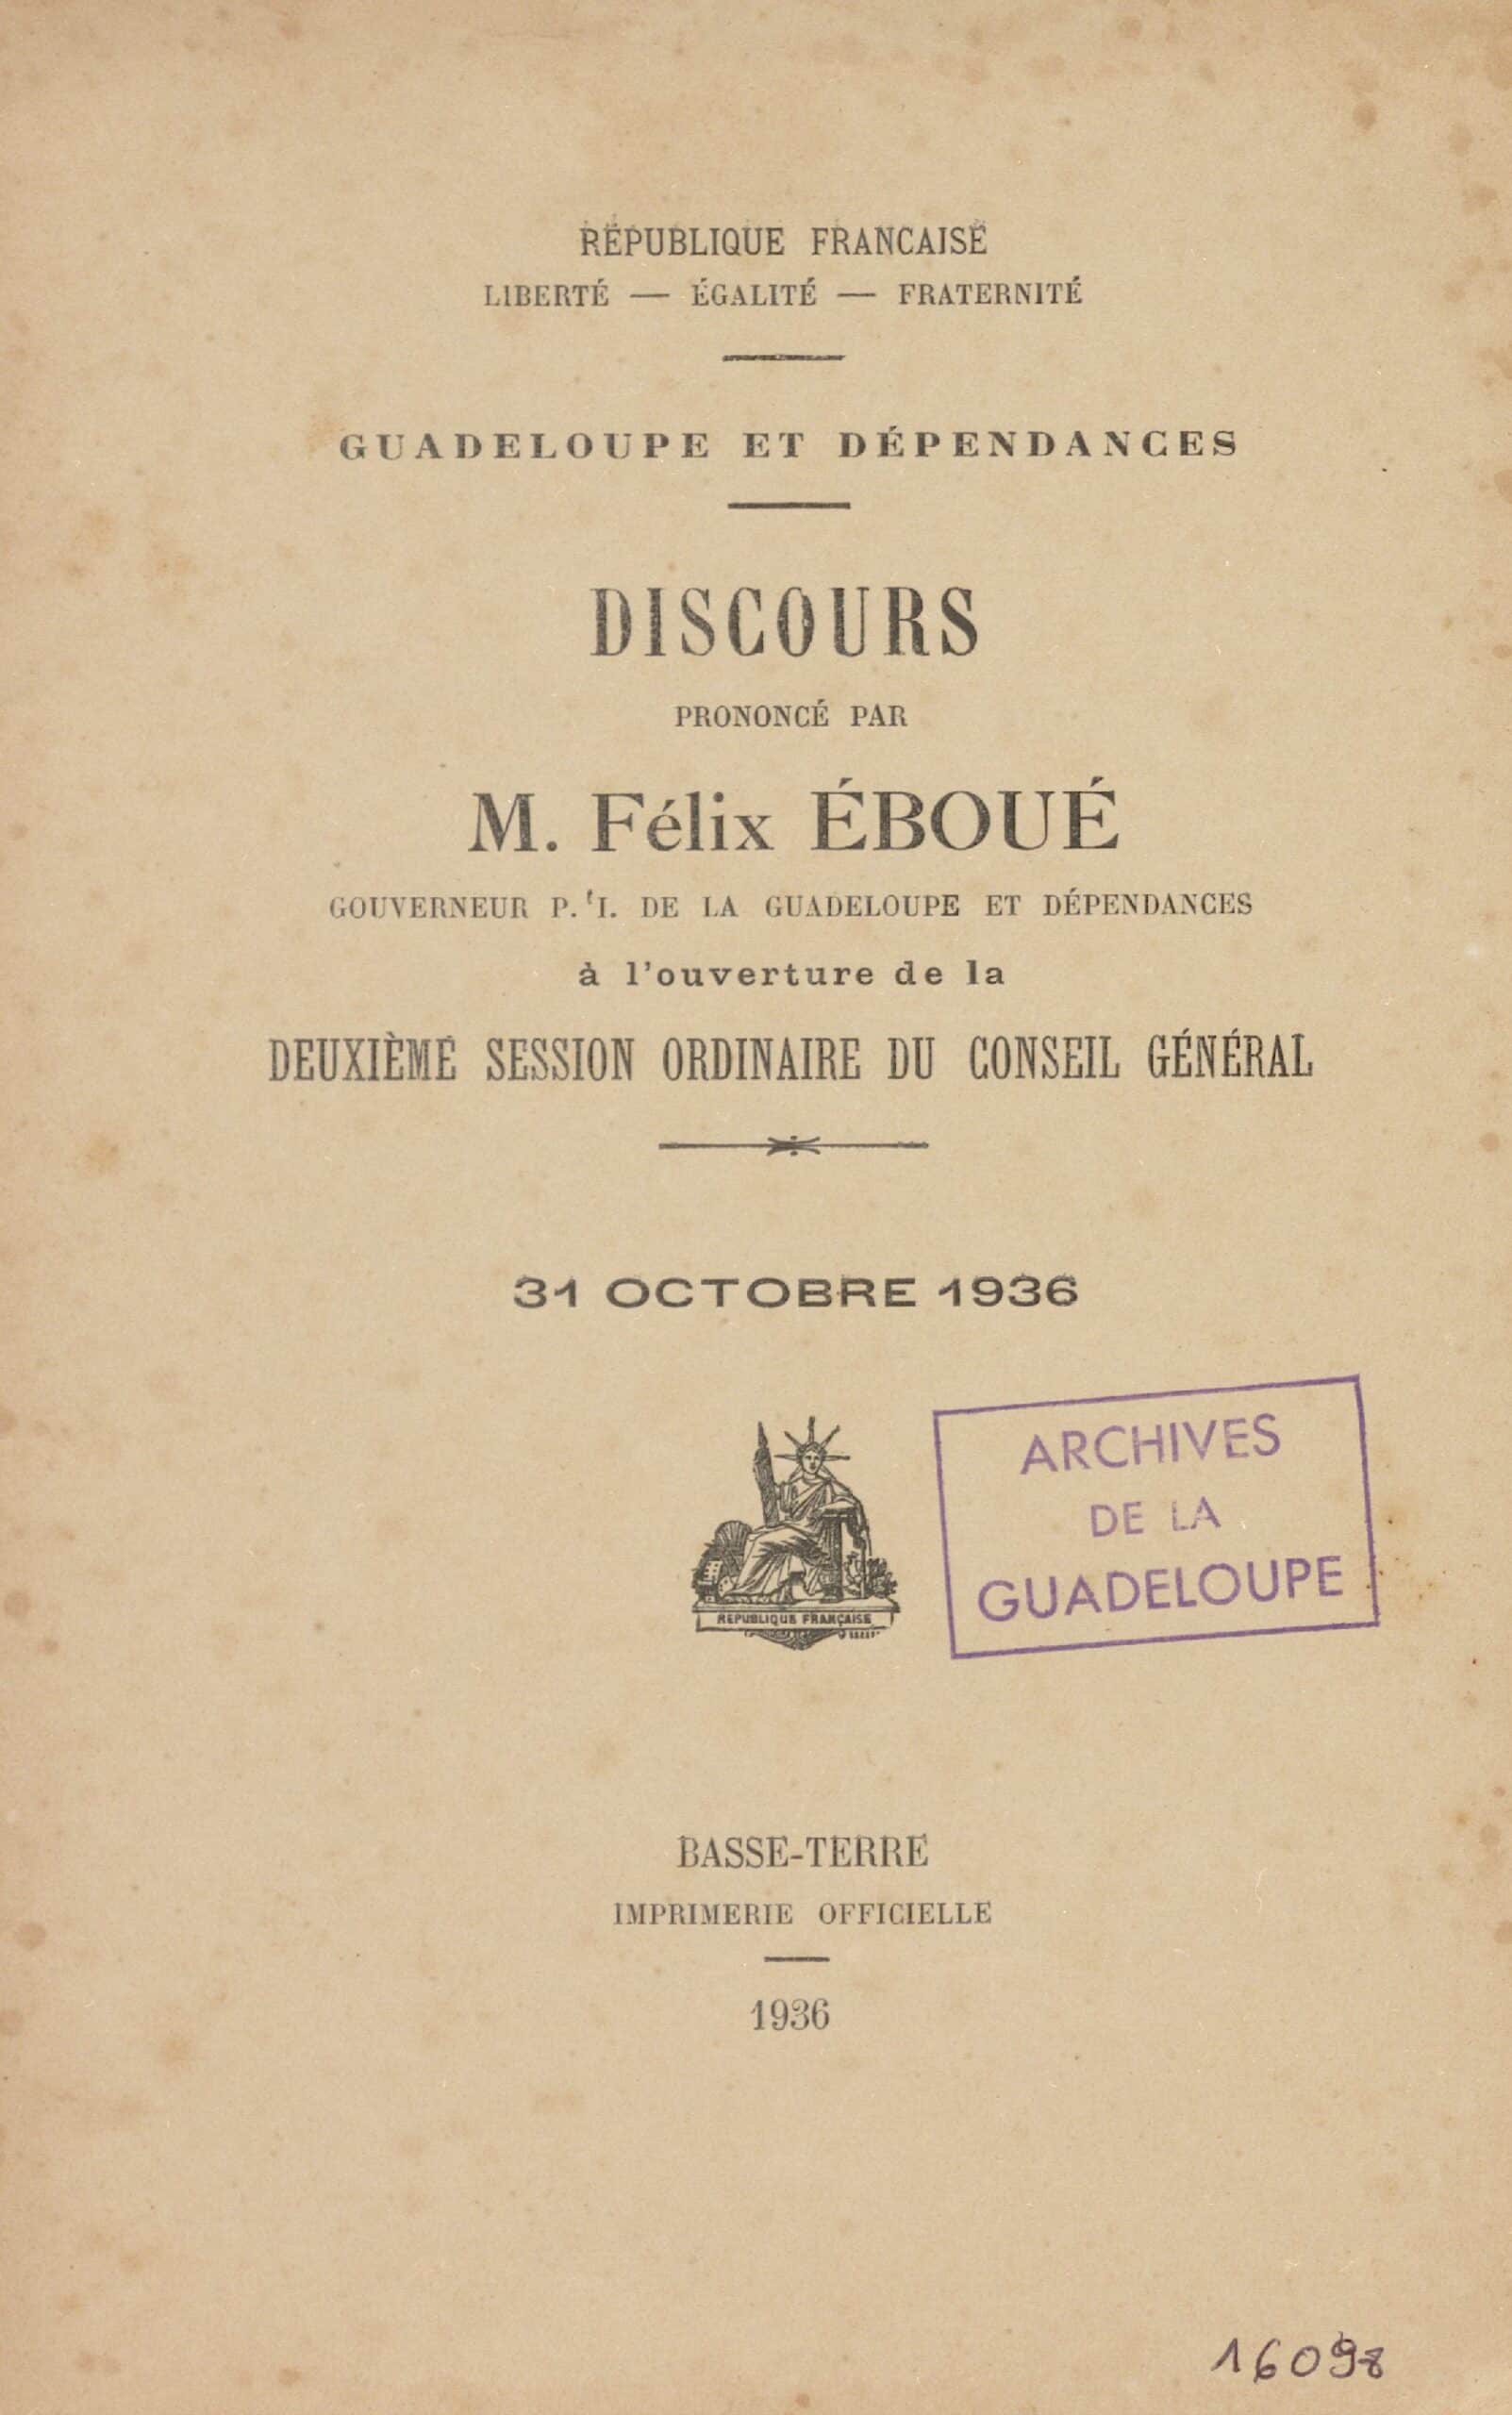 RÉPUBLIQUE FRANCAISE
LIBERTÉ — ÉGALITÉ — FRATERNITÉ
GUADELOUPE ET DÉPENDANCES
DISCOURS
PRONONCÉ PAR
M. Félix ÉBOUÉ
GOUVERNEUR P. I. DE LA GUADELOUPE ET DÉPENDANCES
à l'ouverture de la
DEUXIÈME SESSION ORDINAIRE DU CONSEIL GÉNÉRAL
31 OCTOBRE 1936
ARCHIVES
DE LA
GUADELOUPE
REPUBLIQUE FRANÇAISE
BASSE-TERRE
IMPRIMERIE OFFICIELLE
1936
16098